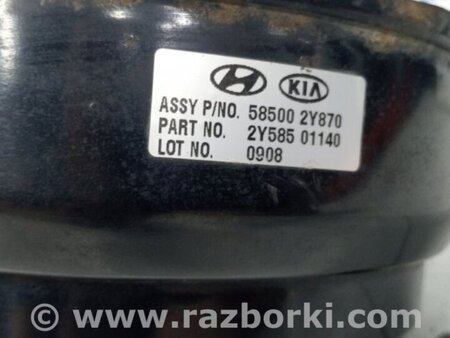 KIA
ASSY P/NO. 58500 2Y870
PART NO. 2Y585 01140
LOT NO. 0908
© www.razborki.com